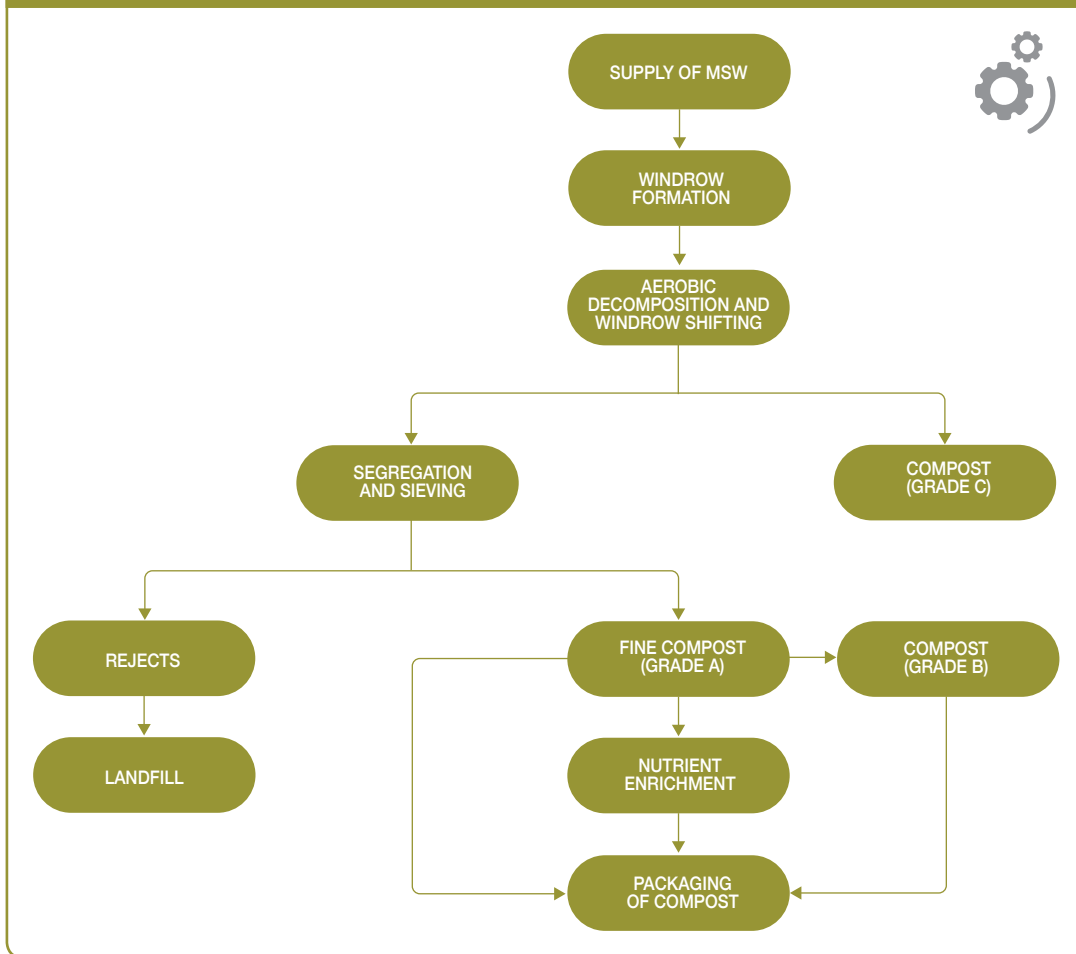 SUPPLY OF MSW
WINDROW
FORMATION
AEROBIC
DECOMPOSITION AND
WINDROW SHIFTING
SEGREGATION
AND SIEVING
COMPOST
(GRADE C)
REJECTS
FINE COMPOST
(GRADE A)
COMPOST
(GRADE B)
LANDFILL
NUTRIENT
ENRICHMENT
PACKAGING
OF COMPOST